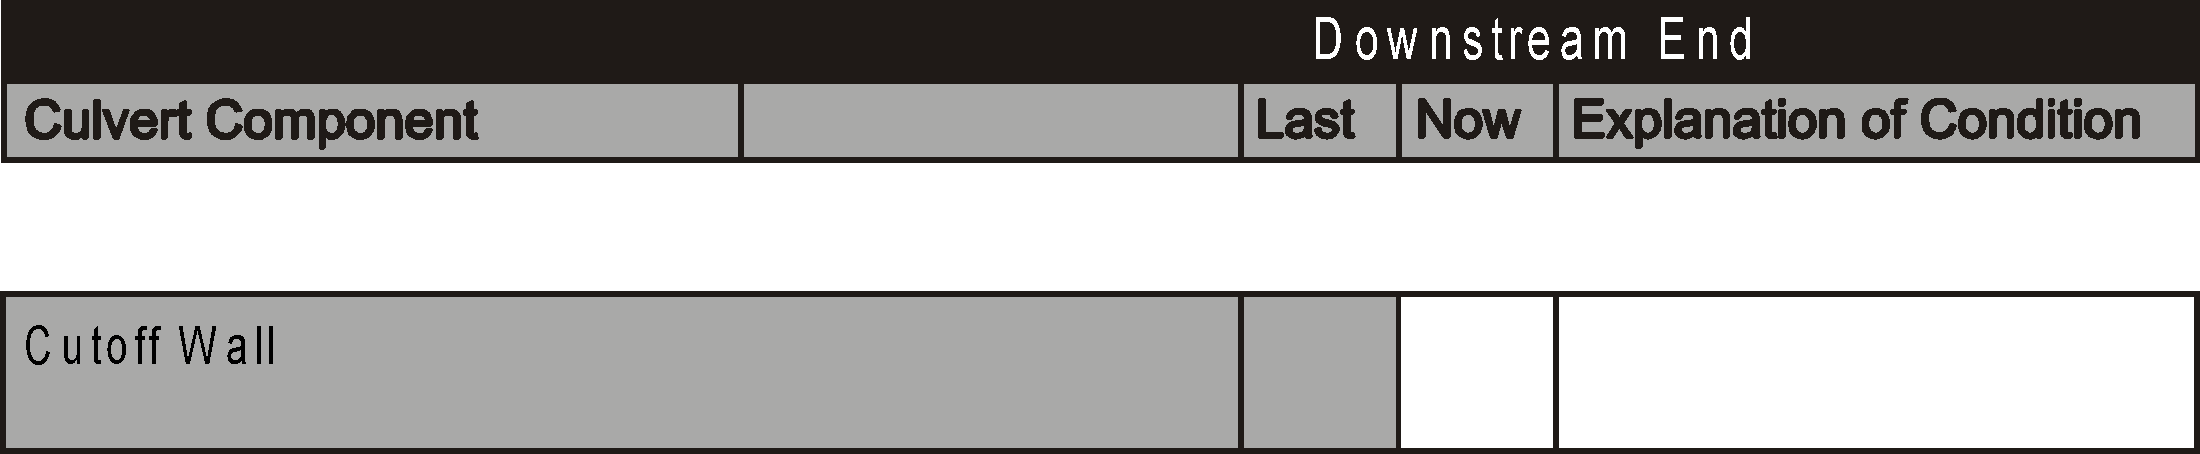 Downstream End
Culvert Component Last Now Explanation of Condition
Cutoff Wall